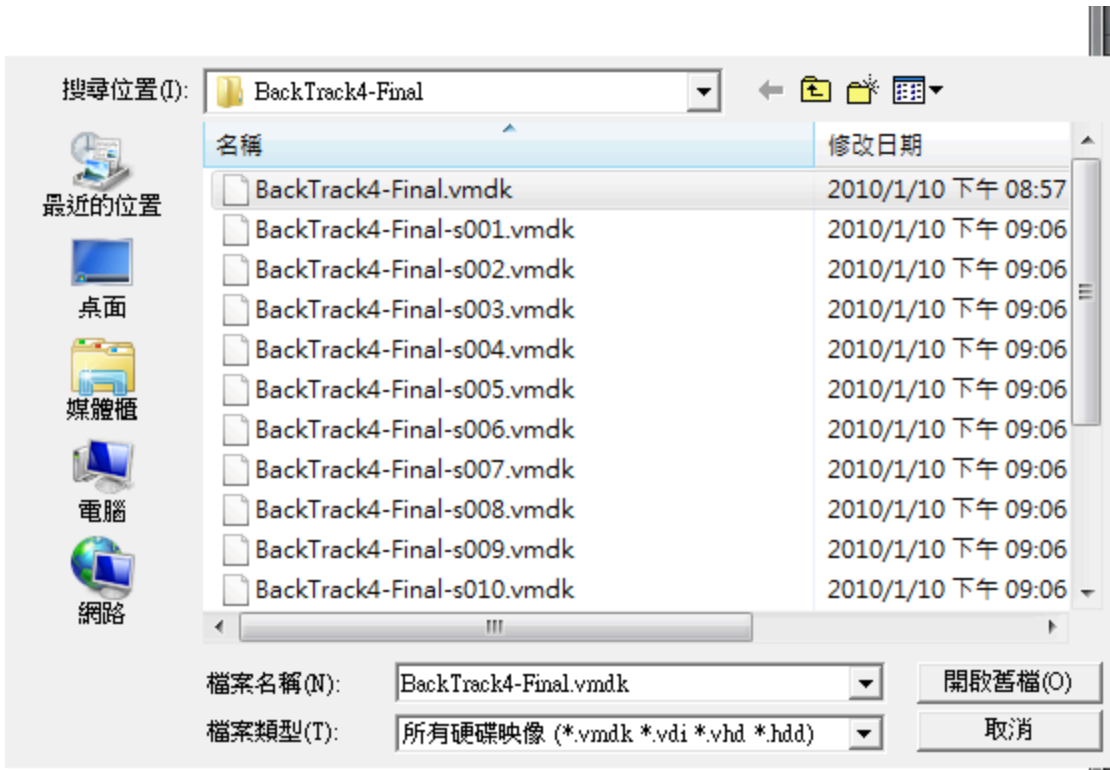 搜尋位置(I): BackTrack4-Final
名稱 修改日期
最近的位置
桌面
媒體櫃
電腦
網路
BackTrack4-Final.vmdk 2010/1/10 下午 08:57
BackTrack4-Final-s001.vmdk 2010/1/10 下午 09:06
BackTrack4-Final-s002.vmdk 2010/1/10 下午 09:06
BackTrack4-Final-s003.vmdk 2010/1/10 下午 09:06
BackTrack4-Final-s004.vmdk 2010/1/10 下午 09:06
BackTrack4-Final-s005.vmdk 2010/1/10 下午 09:06
BackTrack4-Final-s006.vmdk 2010/1/10 下午 09:06
BackTrack4-Final-s007.vmdk 2010/1/10 下午 09:06
BackTrack4-Final-s008.vmdk 2010/1/10 下午 09:06
BackTrack4-Final-s009.vmdk 2010/1/10 下午 09:06
BackTrack4-Final-s010.vmdk 2010/1/10 下午 09:06
檔案名稱(N): BackTrack4-Final.vmdk 開啟舊檔(O)
檔案類型(T): 所有硬碟映像 (*.vmdk *.vdi *.vhd *.hdd) 取消